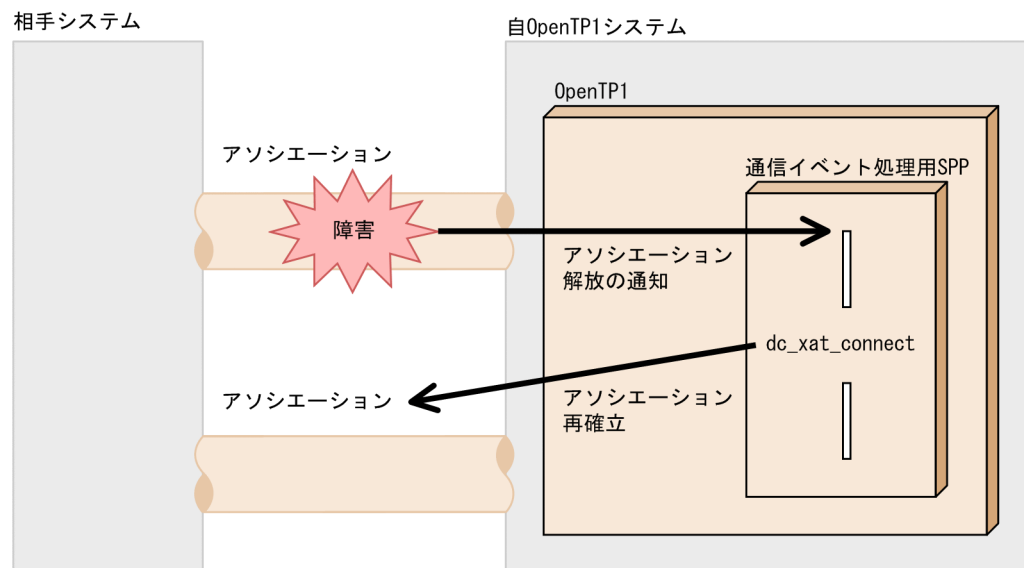 相手システム
自OpenTP1システム
OpenTP1
アソシエーション
通信イベント処理用SPP
障害
アソシエーション
解放の通知
dc_xat_connect
アソシエーション
アソシエーション
再確立